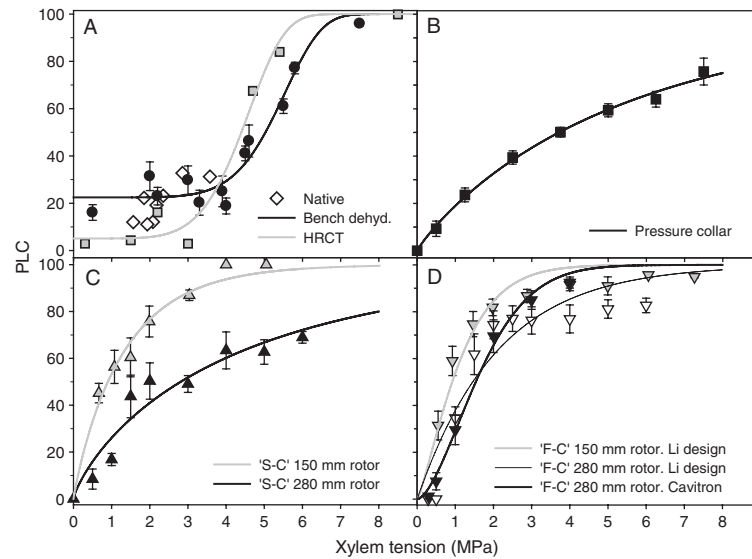 A
B
100
80
60
40
20
0
Native
Bench dehyd.
HRCT
Pressure collar
PLC
C
D
100
80
60
40
20
0
'S-C' 150 mm rotor
'S-C' 280 mm rotor
'F-C' 150 mm rotor. Li design
'F-C' 280 mm rotor. Li design
'F-C' 280 mm rotor. Cavitron
0 1 2 3 4 5 6 7 8
0 1 2 3 4 5 6 7 8
Xylem tension (MPa)